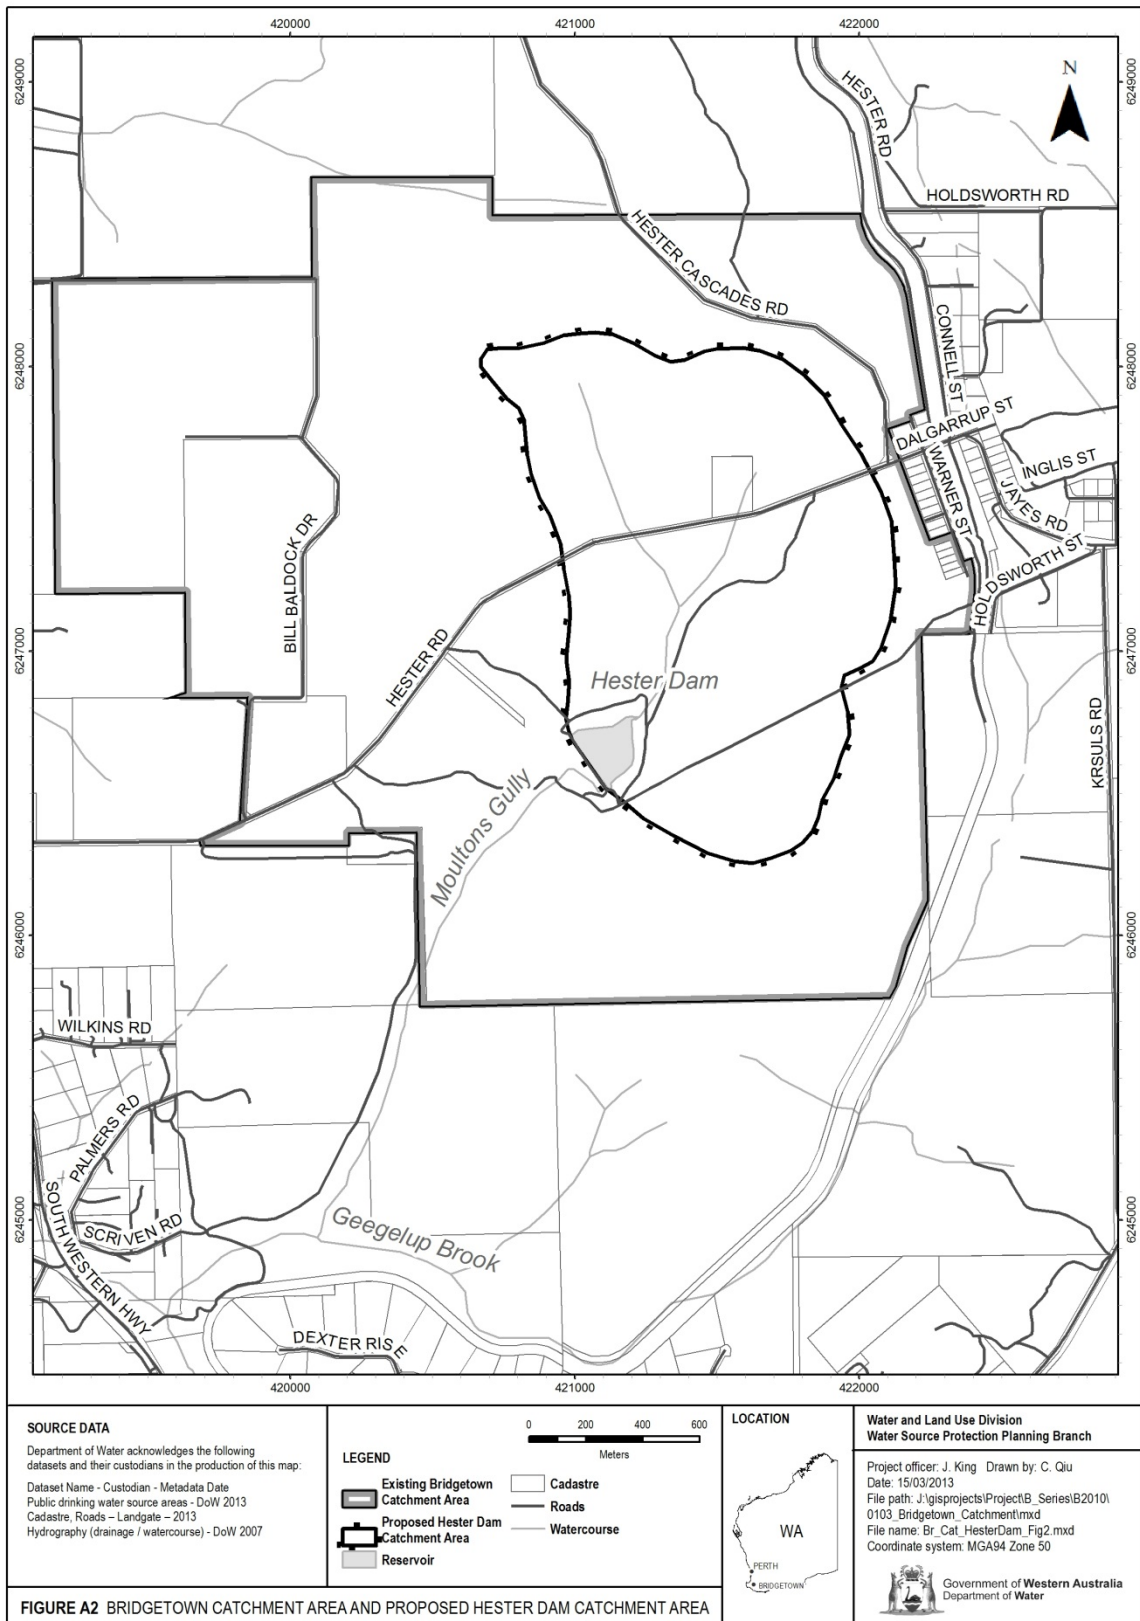 420000
421000
422000
6249000
6249000
N
HESTER RD
HOLDSWORTH RD
HESTER CASCADES RD
CONNELL ST
6248000
6248000
DALGARRUP ST
WARNER ST
INGLIS ST
JAYES RD
HOLDSWORTH ST
BILL BALDOCK DR
HESTER RD
6247000
6247000
Hester Dam
KRSULS RD
Moultons Gully
6246000
6246000
WILKINS RD
PALMERS RD
SOUTH WESTERN HWY
SCRIVEN RD
6245000
6245000
Geegelup Brook
DEXTER RISE
420000
421000
422000
SOURCE DATA
Department of Water acknowledges the following
datasets and their custodians in the production of this map:
Dataset Name - Custodian - Metadata Date
Public drinking water source areas - DoW 2013
Cadastre, Roads – Landgate – 2013
Hydrography (drainage / watercourse) - DoW 2007
0 200 400 600
Meters
LEGEND
Existing Bridgetown
Catchment Area
Proposed Hester Dam
Catchment Area
Reservoir
Cadastre
Roads
Watercourse
LOCATION
WA
PERTH
BRIDGETOWN
Water and Land Use Division
Water Source Protection Planning Branch
Project officer: J. King Drawn by: C. Qiu
Date: 15/03/2013
File path: J:\gisprojects\Project\B_Series\B2010\
0103_Bridgetown_Catchment\mxd
File name: Br_Cat_HesterDam_Fig2.mxd
Coordinate system: MGA94 Zone 50
Government of Western Australia
Department of Water
FIGURE A2 BRIDGETOWN CATCHMENT AREA AND PROPOSED HESTER DAM CATCHMENT AREA